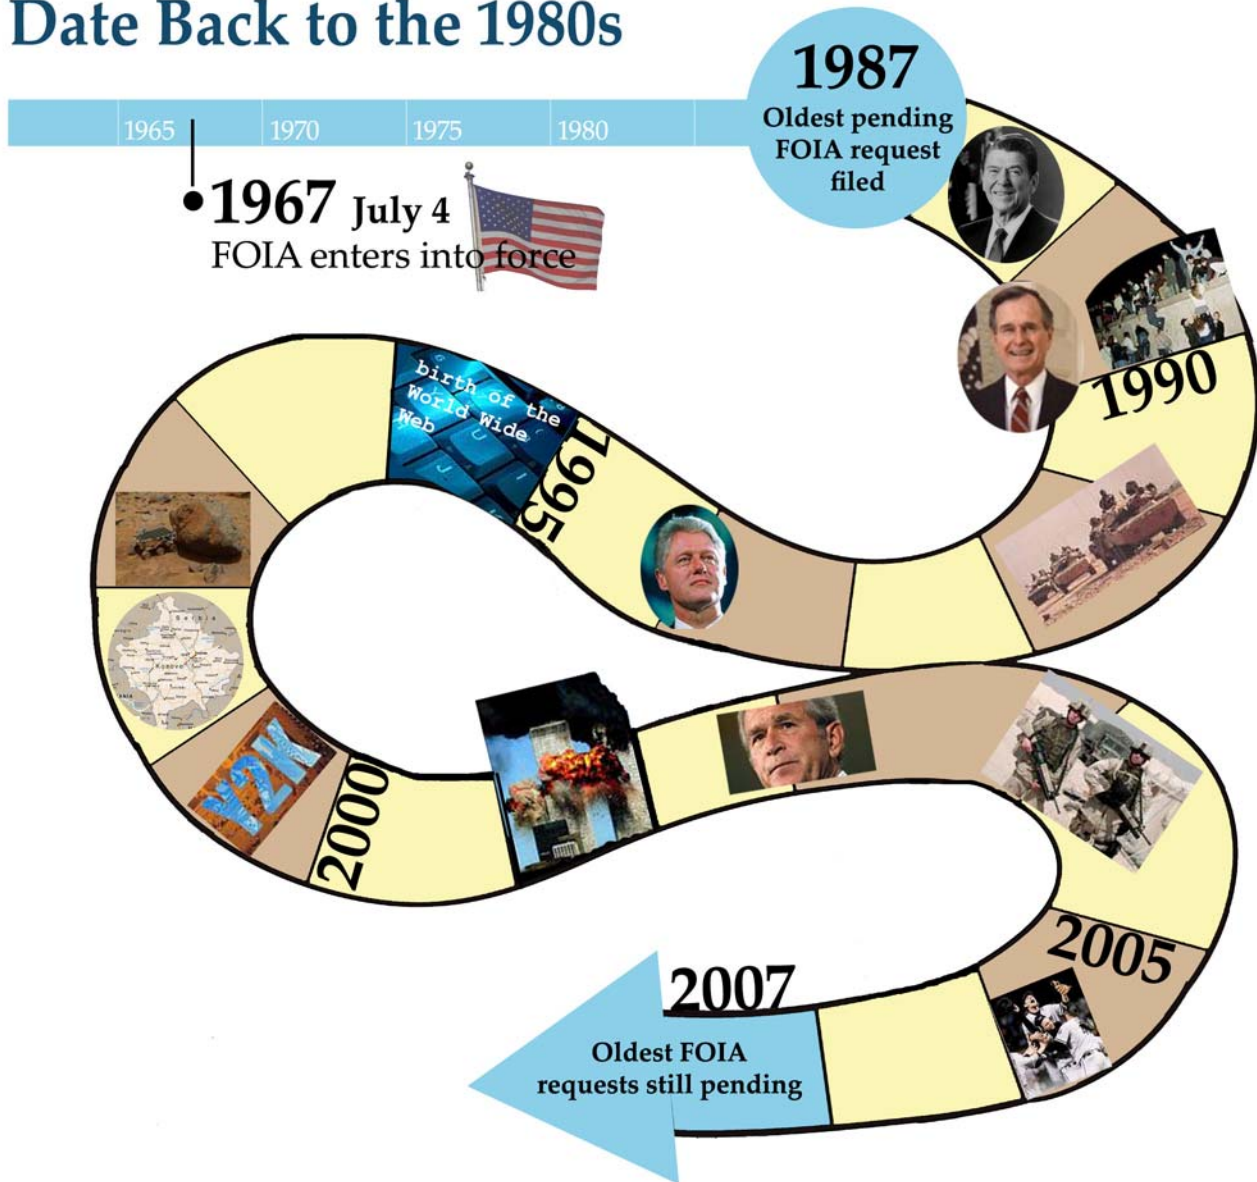 Date Back to the 1980s
1965
1970
1975
1980
1987
Oldest pending
FOIA request
filed
1967 July 4
FOIA enters into force
1990
birth of the
World Wide
Web
1995
Serbia
Kosovo
Y2K
2000
2005
2007
Oldest FOIA
requests still pending